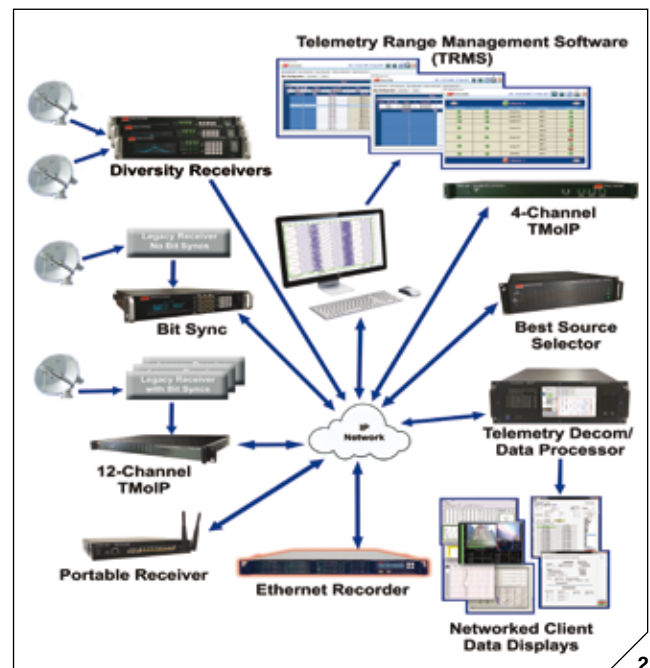 Telemetry Range Management Software
(TRMS)
Diversity Receivers
4-Channel
TMoIP
Legacy Receiver
No Bit Syncs
Bit Sync
Best Source
Selector
Legacy Receiver
with Bit Syncs
IP
Network
Telemetry Decom/
Data Processor
12-Channel
TMoIP
Portable Receiver
Ethernet Recorder
Networked Client
Data Displays
2